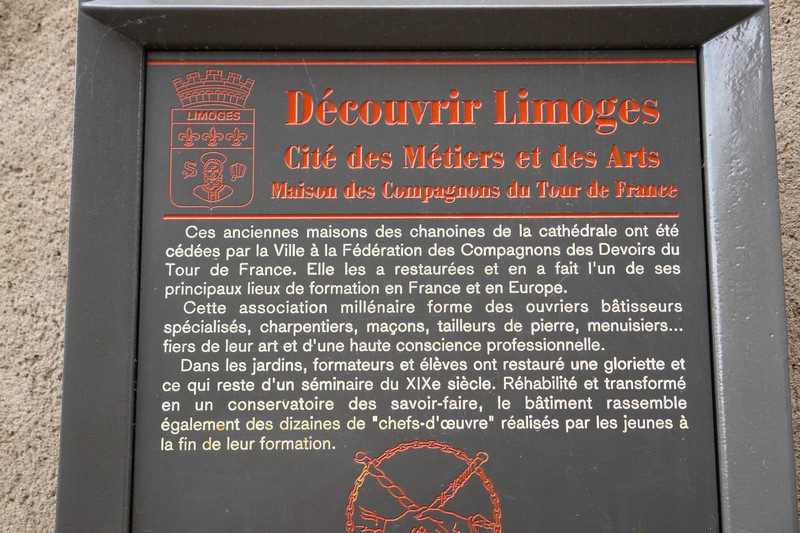 LIMOGES
S M
Découvrir Limoges
Cité des Métiers et des Arts
Maison des Compagnons du Tour de France
Ces anciennes maisons des chanoines de la cathédrale ont été
cédées par la Ville à la Fédération des Compagnons des Devoirs du
Tour de France. Elle les a restaurées et en a fait l'un de ses
principaux lieux de formation en France et en Europe.
Cette association millénaire forme des ouvriers bâtisseurs
spécialisés, charpentiers, maçons, tailleurs de pierre, menuisiers...
fiers de leur art et d'une haute conscience professionnelle.
Dans les jardins, formateurs et élèves ont restauré une gloriette et
ce qui reste d'un séminaire du XIXe siècle. Réhabilité et transformé
en un conservatoire des savoir-faire, le bâtiment rassemble
également des dizaines de "chefs-d'œuvre" réalisés par les jeunes à
la fin de leur formation.